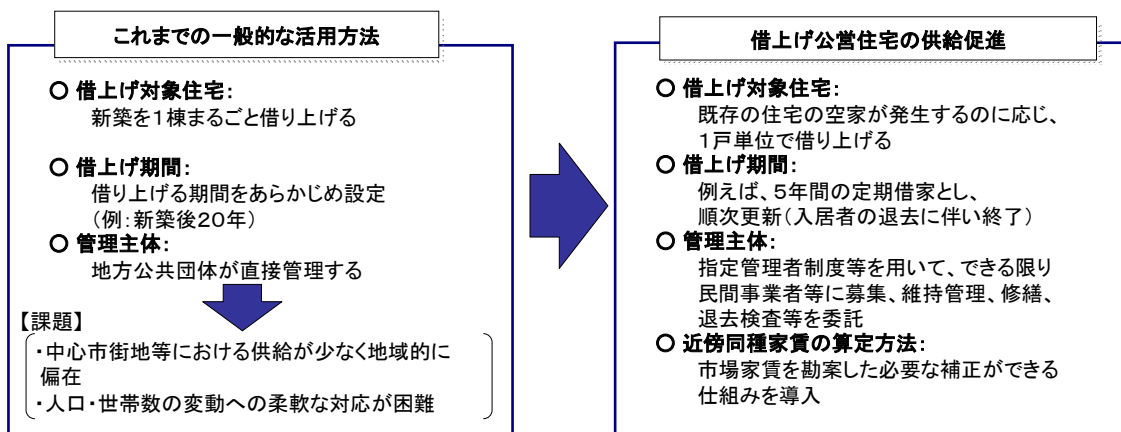 これまでの一般的な活用方法
○ 借上げ対象住宅：
新築を１棟まるごと借り上げる
○ 借上げ期間：
借り上げる期間をあらかじめ設定
（例：新築後２０年）
○ 管理主体：
地方公共団体が直接管理する
【課題】
・中心市街地等における供給が少なく地域的に
偏在
・人口・世帯数の変動への柔軟な対応が困難
借上げ公営住宅の供給促進
○ 借上げ対象住宅：
既存の住宅の空家が発生するのに応じ、
１戸単位で借り上げる
○ 借上げ期間：
例えば、５年間の定期借家とし、
順次更新（入居者の退去に伴い終了）
○ 管理主体：
指定管理者制度等を用いて、できる限り
民間事業者等に募集、維持管理、修繕、
退去検査等を委託
○ 近傍同種家賃の算定方法：
市場家賃を勘案した必要な補正ができる
仕組みを導入